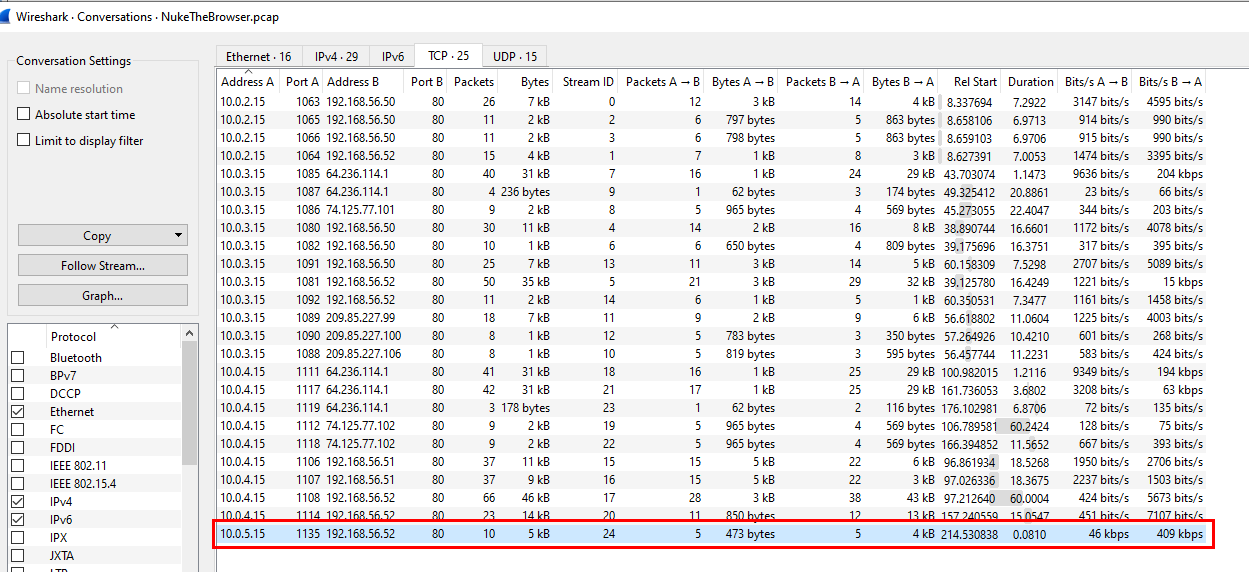 Wireshark · Conversations · NukeTheBrowser.pcap
Conversation Settings
Name resolution
Absolute start time
Limit to display filter
Copy
Follow Stream...
Graph...
Protocol
Bluetooth
BPv7
DCCP
Ethernet
FC
FDDI
IEEE 802.11
IEEE 802.15.4
IPv4
IPv6
IPX
JXTA
LTP
Ethernet · 16 IPv4 · 29 IPv6 TCP · 25 UDP · 15
Address A Port A Address B Port B Packets Bytes Stream ID Packets A → B Bytes A → B Packets B → A Bytes B → A Rel Start Duration Bits/s A → B Bits/s B → A
10.0.2.15 1063 192.168.56.50 80 26 7 kB 0 12 3 kB 14 4 kB 8.337694 7.2922 3147 bits/s 4595 bits/s
10.0.2.15 1065 192.168.56.50 80 11 2 kB 2 6 797 bytes 5 863 bytes 8.658106 6.9713 914 bits/s 990 bits/s
10.0.2.15 1066 192.168.56.50 80 11 2 kB 3 6 798 bytes 5 863 bytes 8.659103 6.9706 915 bits/s 990 bits/s
10.0.2.15 1064 192.168.56.52 80 15 4 kB 1 7 1 kB 8 3 kB 8.627391 7.0053 1474 bits/s 3395 bits/s
10.0.3.15 1085 64.236.114.1 80 40 31 kB 7 16 1 kB 24 29 kB 43.703074 1.1473 9636 bits/s 204 kbps
10.0.3.15 1087 64.236.114.1 80 4 236 bytes 9 1 62 bytes 3 174 bytes 49.325412 20.8861 23 bits/s 66 bits/s
10.0.3.15 1086 74.125.77.101 80 9 2 kB 8 5 965 bytes 4 569 bytes 45.273055 22.4047 344 bits/s 203 bits/s
10.0.3.15 1080 192.168.56.50 80 30 11 kB 4 14 2 kB 16 8 kB 38.890744 16.6601 1172 bits/s 4078 bits/s
10.0.3.15 1082 192.168.56.50 80 10 1 kB 6 6 650 bytes 4 809 bytes 39.175696 16.3751 317 bits/s 395 bits/s
10.0.3.15 1091 192.168.56.50 80 25 7 kB 13 11 3 kB 14 5 kB 60.158309 7.5298 2707 bits/s 5089 bits/s
10.0.3.15 1081 192.168.56.52 80 50 35 kB 5 21 3 kB 29 32 kB 39.125780 16.4249 1221 bits/s 15 kbps
10.0.3.15 1092 192.168.56.52 80 11 2 kB 14 6 1 kB 5 1 kB 60.350531 7.3477 1161 bits/s 1458 bits/s
10.0.3.15 1089 209.85.227.99 80 18 7 kB 11 9 2 kB 9 6 kB 56.618802 11.0604 1225 bits/s 4003 bits/s
10.0.3.15 1090 209.85.227.100 80 8 1 kB 12 5 783 bytes 3 350 bytes 57.264926 10.4210 601 bits/s 268 bits/s
10.0.3.15 1088 209.85.227.106 80 8 1 kB 10 5 819 bytes 3 595 bytes 56.457744 11.2231 583 bits/s 424 bits/s
10.0.4.15 1111 64.236.114.1 80 41 31 kB 18 16 1 kB 25 29 kB 100.982015 1.2116 9349 bits/s 194 kbps
10.0.4.15 1117 64.236.114.1 80 42 31 kB 21 17 1 kB 25 29 kB 161.736053 3.6802 3208 bits/s 63 kbps
10.0.4.15 1119 64.236.114.1 80 3 178 bytes 23 1 62 bytes 2 116 bytes 176.102981 6.8706 72 bits/s 135 bits/s
10.0.4.15 1112 74.125.77.102 80 9 2 kB 19 5 965 bytes 4 569 bytes 106.789581 60.2424 128 bits/s 75 bits/s
10.0.4.15 1118 74.125.77.102 80 9 2 kB 22 5 965 bytes 4 569 bytes 166.394852 11.5652 667 bits/s 393 bits/s
10.0.4.15 1106 192.168.56.51 80 37 11 kB 15 15 5 kB 22 6 kB 96.861934 18.5268 1950 bits/s 2706 bits/s
10.0.4.15 1107 192.168.56.51 80 37 9 kB 16 15 5 kB 22 3 kB 97.026336 18.3675 2237 bits/s 1503 bits/s
10.0.4.15 1108 192.168.56.52 80 66 46 kB 17 28 3 kB 38 43 kB 97.212640 60.0004 424 bits/s 5673 bits/s
10.0.4.15 1114 192.168.56.52 80 23 14 kB 20 11 850 bytes 12 13 kB 157.240559 15.0547 451 bits/s 7107 bits/s
10.0.5.15 1135 192.168.56.52 80 10 5 kB 24 5 473 bytes 5 4 kB 214.530838 0.0810 46 kbps 409 kbps